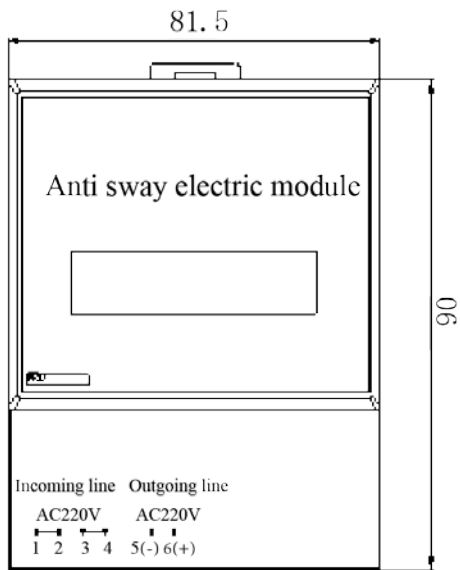 81.5
Anti sway electric module
90
Incoming line Outgoing line
AC220V AC220V
1 2 3 4 5(-) 6(+)